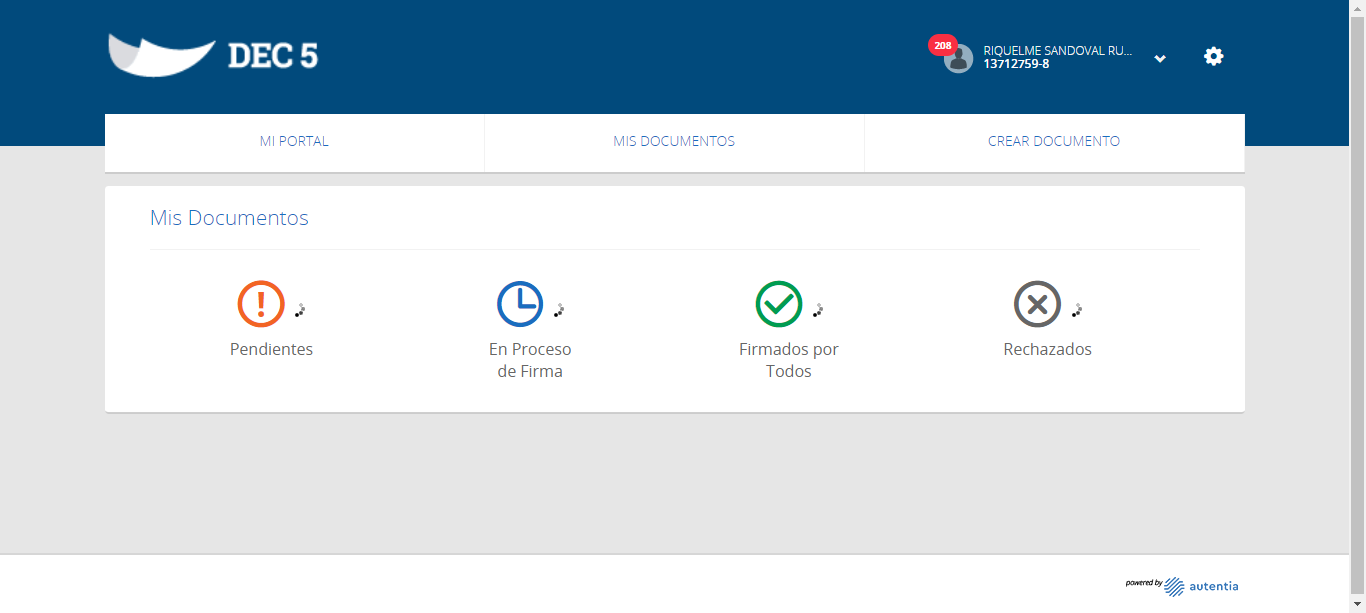 DEC 5
208
RIQUELME SANDOVAL RU...
13712759-8
MI PORTAL
MIS DOCUMENTOS
CREAR DOCUMENTO
Mis Documentos
Pendientes
En Proceso
de Firma
Firmados por
Todos
Rechazados
powered by autentia